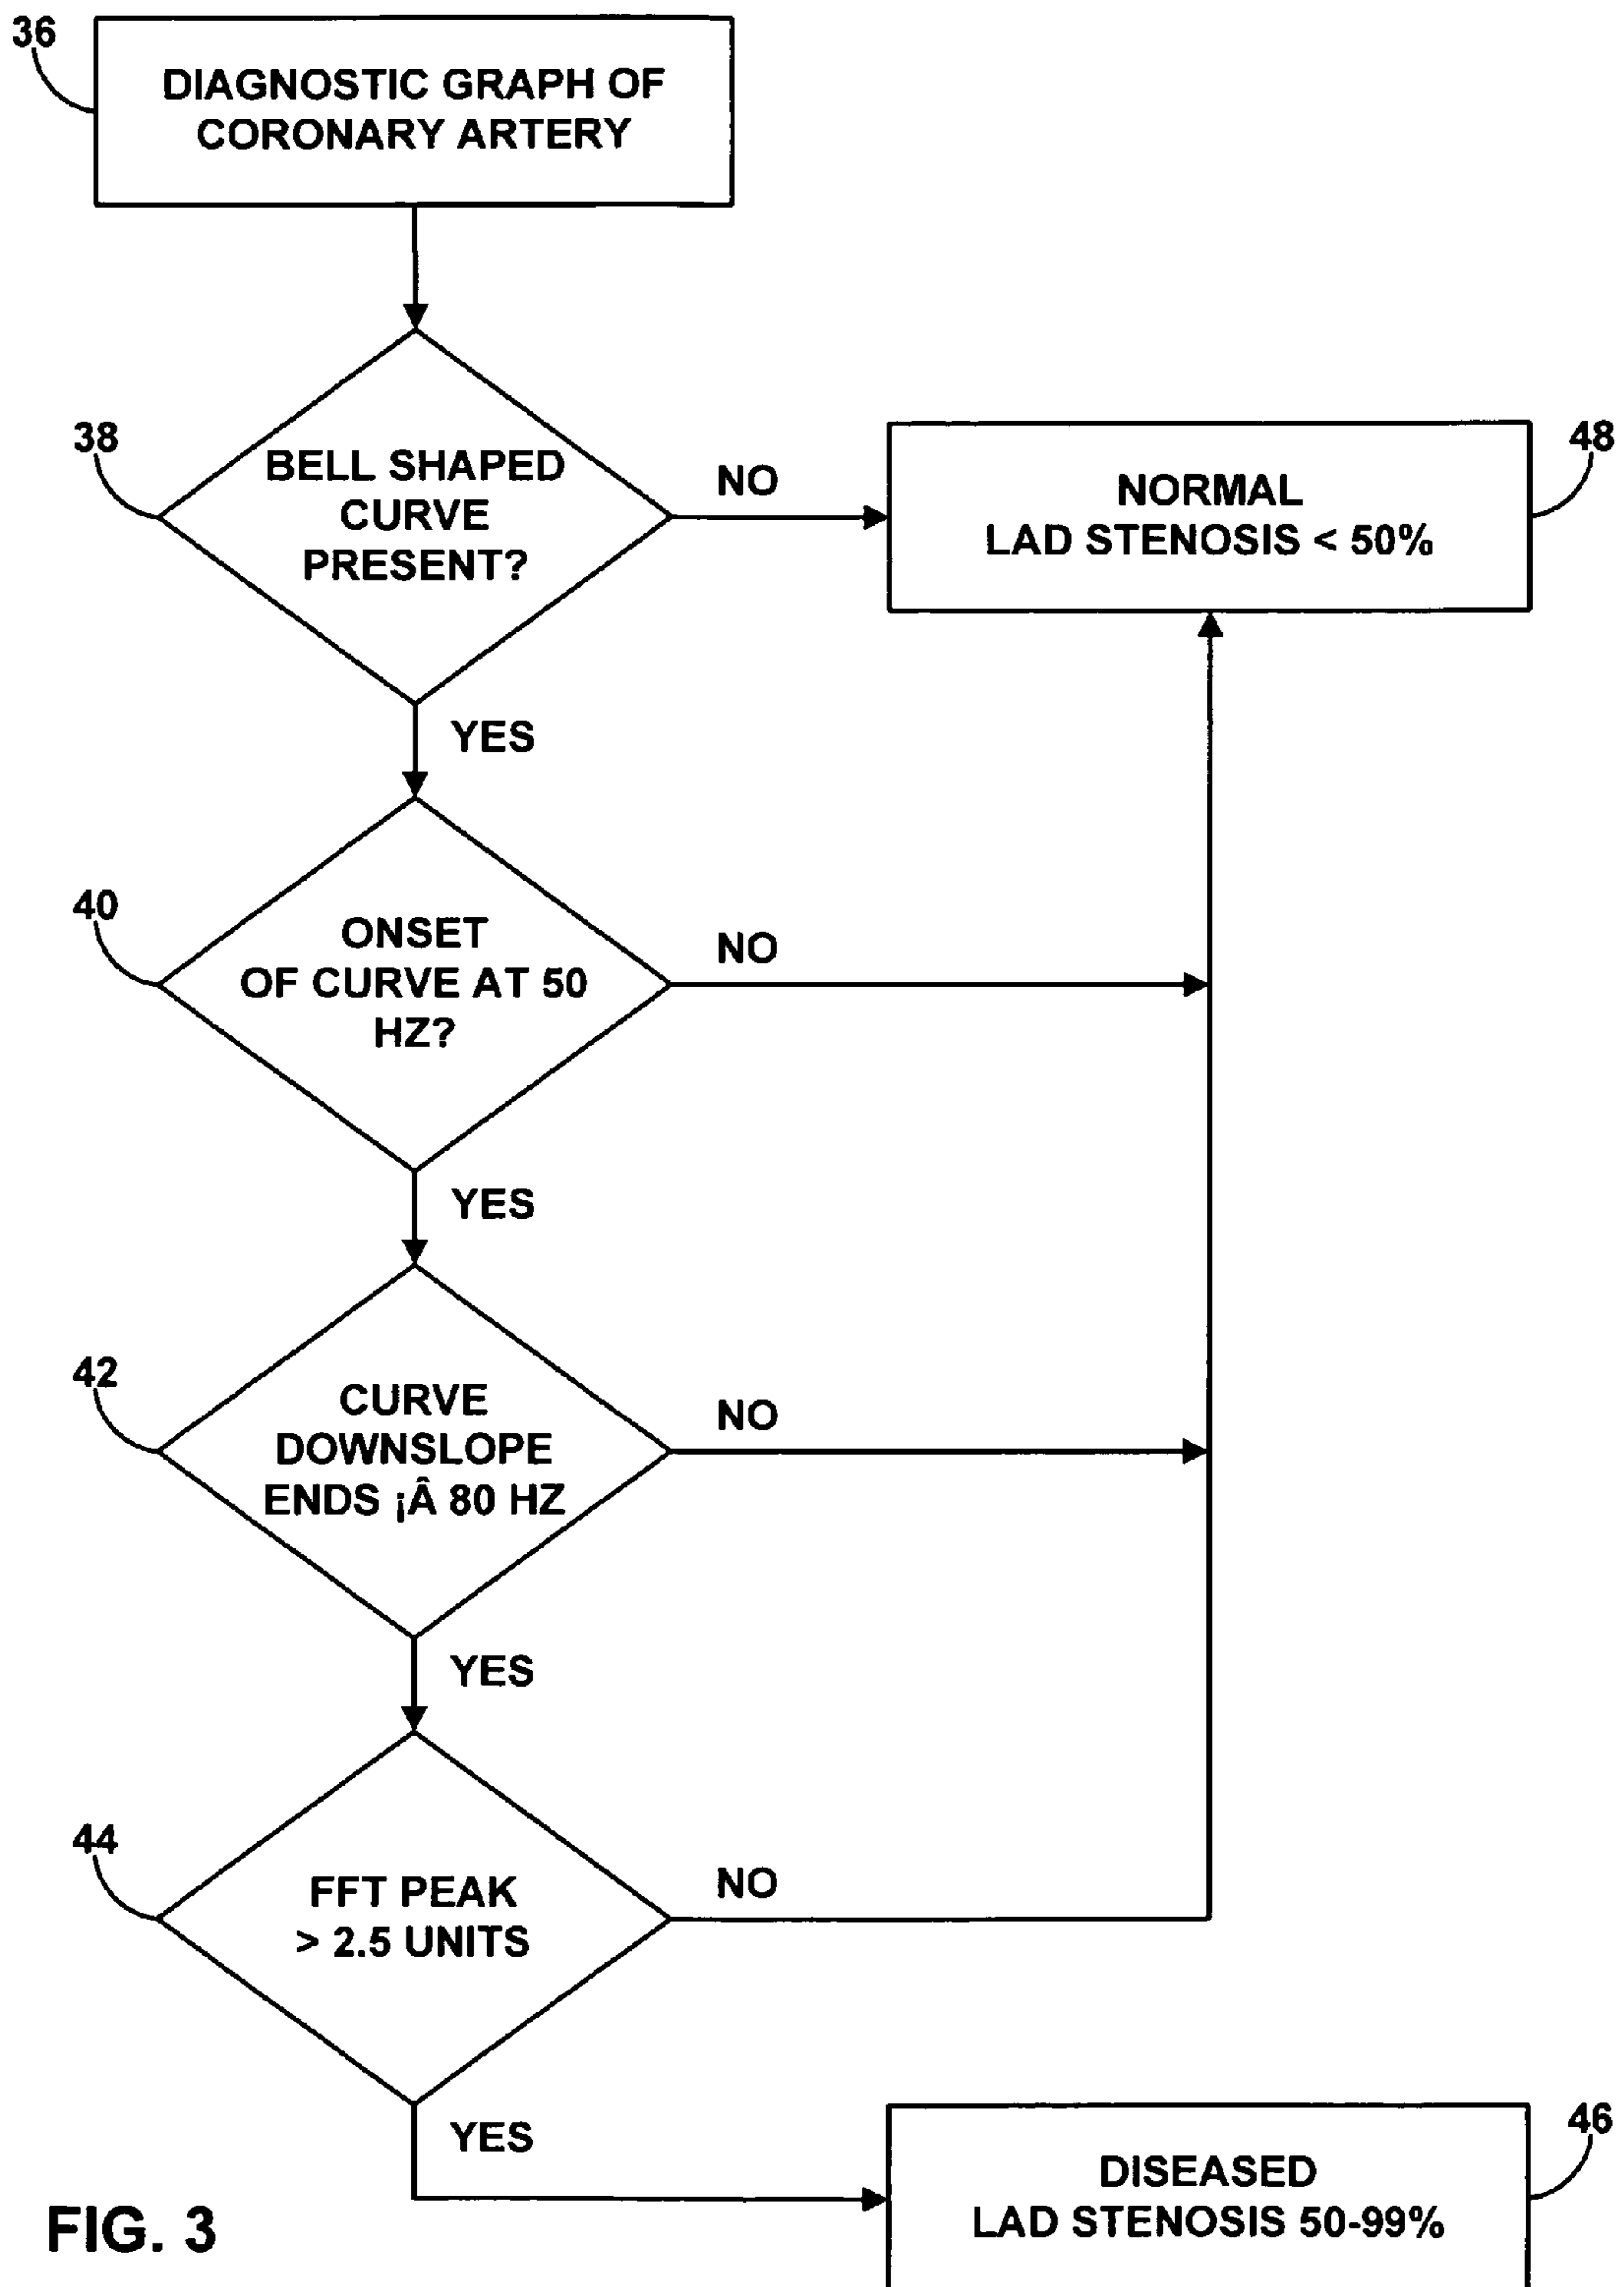 36
DIAGNOSTIC GRAPH OF
CORONARY ARTERY
38
BELL SHAPED
CURVE
PRESENT?
NO
48
NORMAL
LAD STENOSIS < 50%
YES
40
ONSET
OF CURVE AT 50
HZ?
NO
YES
42
CURVE
DOWNSLOPE
ENDS ¡Â 80 HZ
NO
YES
44
FFT PEAK
> 2.5 UNITS
NO
YES
46
DISEASED
LAD STENOSIS 50-99%
FIG. 3